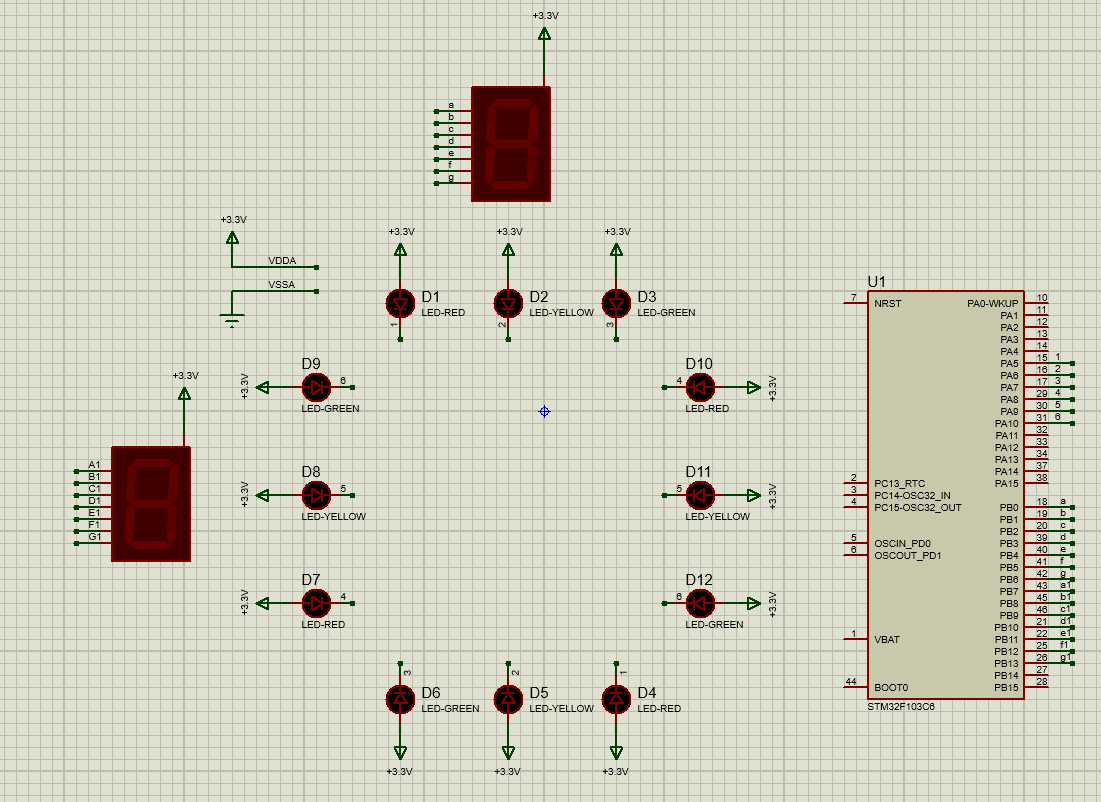 +3.3V
a
b
c
d
e
f
g
+3.3V
VDDA
VSSA
+3.3V
+3.3V
+3.3V
D1
LED-RED
1
D2
LED-YELLOW
2
D3
LED-GREEN
3
D9
+3.3V
6
LED-GREEN
D10
4
+3.3V
LED-RED
+3.3V
A1
B1
C1
D1
E1
F1
G1
D8
+3.3V
5
LED-YELLOW
D11
5
+3.3V
LED-YELLOW
D7
+3.3V
4
LED-RED
D12
6
+3.3V
LED-GREEN
3
D6
LED-GREEN
+3.3V
2
D5
LED-YELLOW
+3.3V
1
D4
LED-RED
+3.3V
U1
7 NRST
2 PC13_RTC
3 PC14-OSC32_IN
4 PC15-OSC32_OUT
5 OSCIN_PD0
6 OSCOUT_PD1
1 VBAT
44 BOOT0
PA0-WKUP 10
PA1 11
PA2 12
PA3 13
PA4 14
PA5 15 1
PA6 16 2
PA7 17 3
PA8 29 4
PA9 30 5
PA10 31 6
PA11 32
PA12 33
PA13 34
PA14 37
PA15 38
PB0 18 a
PB1 19 b
PB2 20 c
PB3 39 d
PB4 40 e
PB5 41 f
PB6 42 g
PB7 43 a1
PB8 45 b1
PB9 46 c1
PB10 21 d1
PB11 22 e1
PB12 25 f1
PB13 26 g1
PB14 27
PB15 28
STM32F103C6